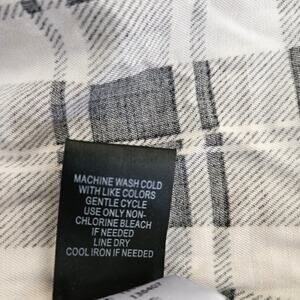 MACHINE WASH COLD
WITH LIKE COLORS
GENTLE CYCLE
USE ONLY NON-
CHLORINE BLEACH
IF NEEDED
LINE DRY
COOL IRON IF NEEDED